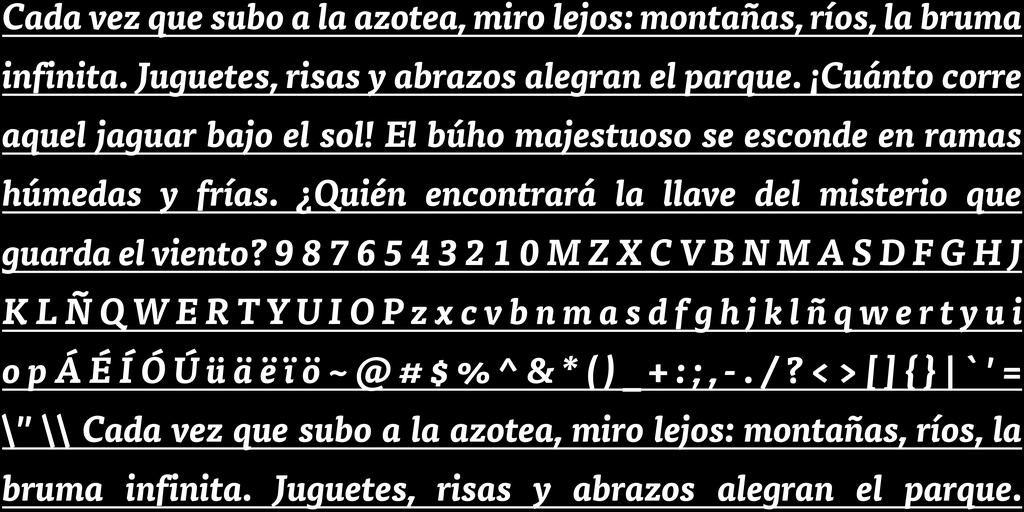 Cada vez que subo a la azotea, miro lejos: montañas, ríos, la bruma
infinita. Juguetes, risas y abrazos alegran el parque. ¡Cuánto corre
aquel jaguar bajo el sol! El búho majestuoso se esconde en ramas
húmedas y frías. ¿Quién encontrará la llave del misterio que
guarda el viento? 9 8 7 6 5 4 3 2 1 0 M Z X C V B N M A S D F G H J
K L Ñ Q W E R T Y U I O P z x c v b n m a s d f g h j k l ñ q w e r t y u i
o p Á É Í Ó Ú ü ä ë ï ö ~ @ # $ % ^ & * ( ) _ + : ; , - . / ? < > [ ] { } | ` ' =
\" \\ Cada vez que subo a la azotea, miro lejos: montañas, ríos, la
bruma infinita. Juguetes, risas y abrazos alegran el parque.